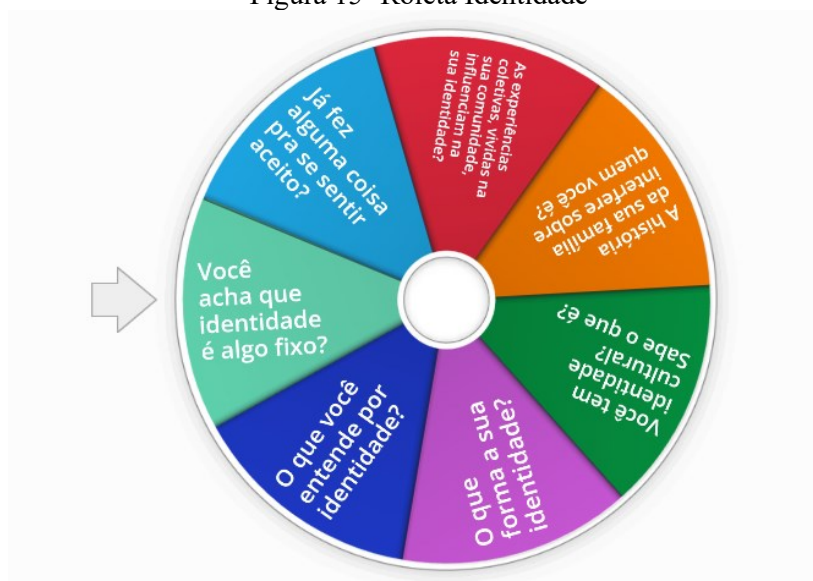 Figura 15- Roleta Identidade
As experiências
coletivas, vividas na
sua comunidade,
influenciam na
sua identidade?
A história
da sua família
interfere sobre
quem você é?
Você tem
identidade
cultural?
Sabe o que é?
O que
forma a sua
identidade?
O que você
entende por
identidade?
Você
acha que
identidade
é algo fixo?
Já fez
alguma coisa
pra se sentir
aceito?